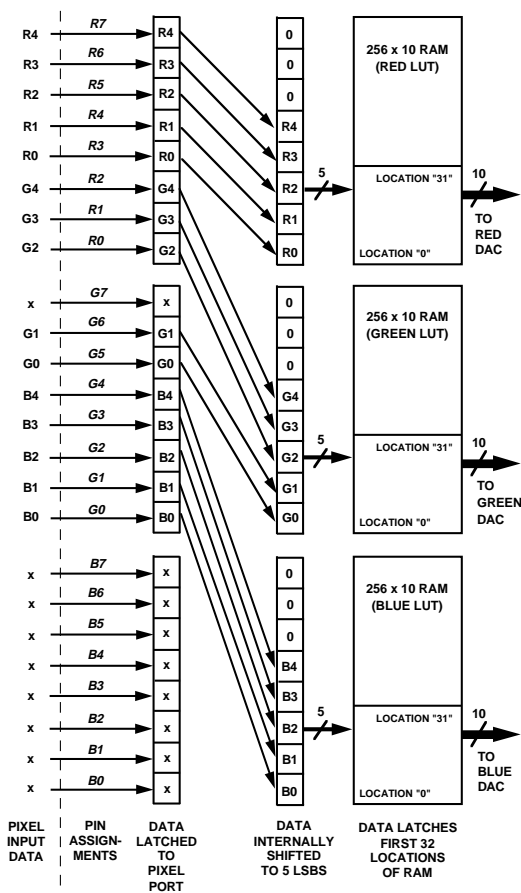 R4 R7 R4 0
R3 R6 R3 0
R2 R5 R2 0
R1 R4 R1 R4
R0 R3 R0 R3
G4 R2 G4 R2
G3 R1 G3 R1
G2 R0 G2 R0
5
256 x 10 RAM
(RED LUT)
LOCATION "31"
LOCATION "0"
10
TO
RED
DAC
x G7 x 0
G1 G6 G1 0
G0 G5 G0 0
B4 G4 B4 G4
B3 G3 B3 G3
B2 G2 B2 G2
B1 G1 B1 G1
B0 G0 B0 G0
5
256 x 10 RAM
(GREEN LUT)
LOCATION "31"
LOCATION "0"
10
TO
GREEN
DAC
x B7 x 0
x B6 x 0
x B5 x 0
x B4 x B4
x B3 x B3
x B2 x B2
x B1 x B1
x B0 x B0
5
256 x 10 RAM
(BLUE LUT)
LOCATION "31"
LOCATION "0"
10
TO
BLUE
DAC
PIXEL
INPUT
DATA
PIN
ASSIGN-
MENTS
DATA
LATCHED
TO
PIXEL
PORT
DATA
INTERNALLY
SHIFTED
TO 5 LSBS
DATA LATCHES
FIRST 32
LOCATIONS
OF RAM